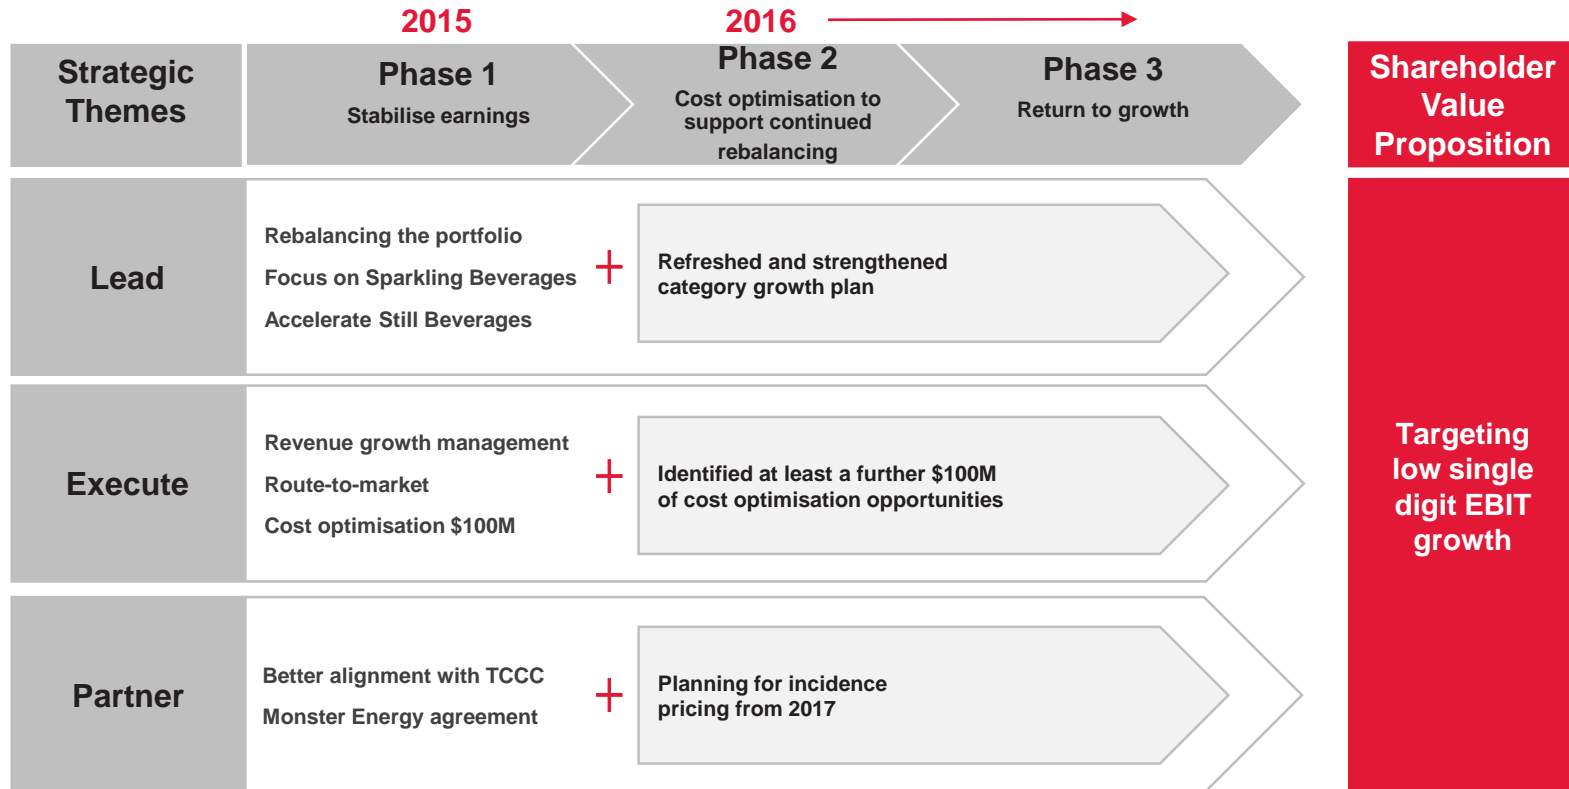 2015
2016
Strategic
Themes
Phase 1
Stabilise earnings
Phase 2
Cost optimisation to
support continued
rebalancing
Phase 3
Return to growth
Shareholder
Value
Proposition
Lead
Rebalancing the portfolio
Focus on Sparkling Beverages
Accelerate Still Beverages
+
Refreshed and strengthened
category growth plan
Execute
Revenue growth management
Route-to-market
Cost optimisation $100M
+
Identified at least a further $100M
of cost optimisation opportunities
Partner
Better alignment with TCCC
Monster Energy agreement
+
Planning for incidence
pricing from 2017
Targeting
low single
digit EBIT
growth